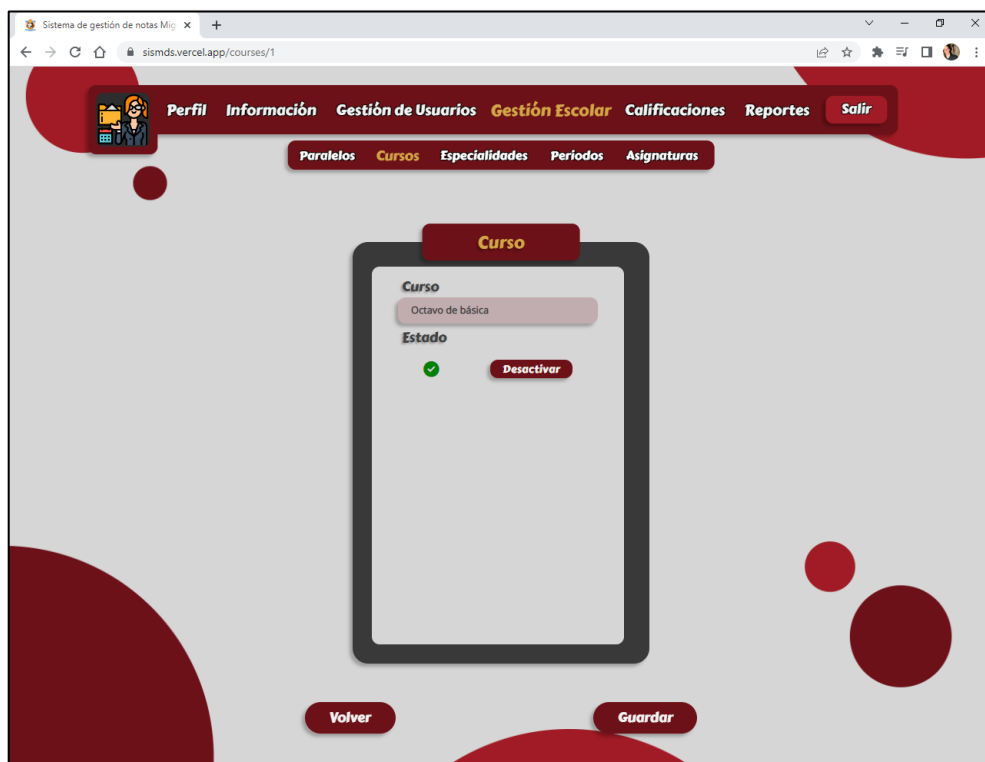 Sistema de gestión de notas Mig
sismds.vercel.app/courses/1
Perfil Información Gestión de Usuarios Gestión Escolar Calificaciones Reportes Salir
Paralelos Cursos Especialidades Períodos Asignaturas
Curso
Curso
Octavo de básica
Estado
Desactivar
Volver Guardar